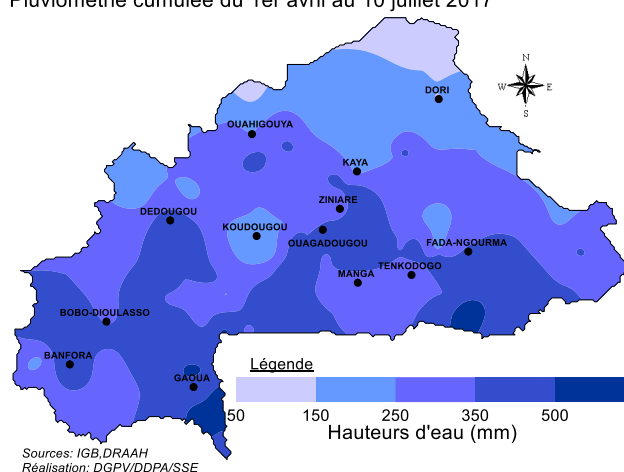 Pluviométrie cumulée du 1er avril au 10 juillet 2017
N
W E
S
DORI
OUAHIGOUYA
KAYA
ZINIARE
DEDOUGOU
KOUDOUGOU
OUAGADOUGOU
FADA-NGOURMA
TENKODOGO
MANGA
BOBO-DIOULASSO
BANFORA
GAOUA
Légende
50 150 250 350 500
Hauteurs d'eau (mm)
Sources: IGB,DRAAH
Réalisation: DGPV/DDPA/SSE